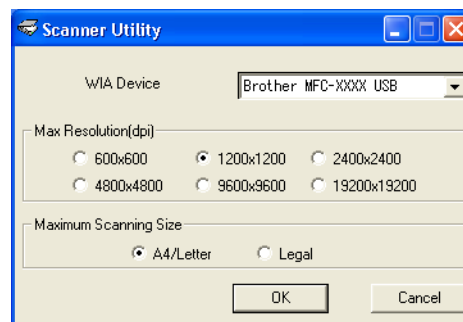 Scanner Utility
WIA Device Brother MFC-XXXX USB
Max Resolution(dpi)
600x600 1200x1200 2400x2400
4800x4800 9600x9600 19200x19200
Maximum Scanning Size
A4/Letter Legal
OK Cancel